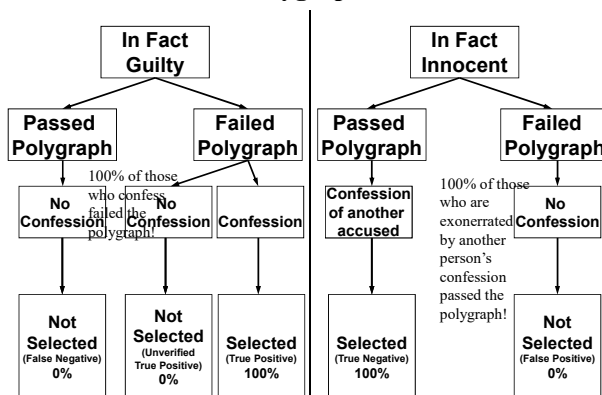 In Fact
Guilty
Passed
Polygraph
Failed
Polygraph
100% of those
who confess
failed the
polygraph!
No
Confession
No
Confession
Confession
Not
Selected
(False Negative)
0%
Not
Selected
(Unverified
True Positive)
0%
Selected
(True Positive)
100%
In Fact
Innocent
Passed
Polygraph
Failed
Polygraph
Confession
of another
accused
100% of those
who are
exonerrated
by another
person's
confession
passed the
polygraph!
No
Confession
Selected
(True Negative)
100%
Not
Selected
(False Positive)
0%